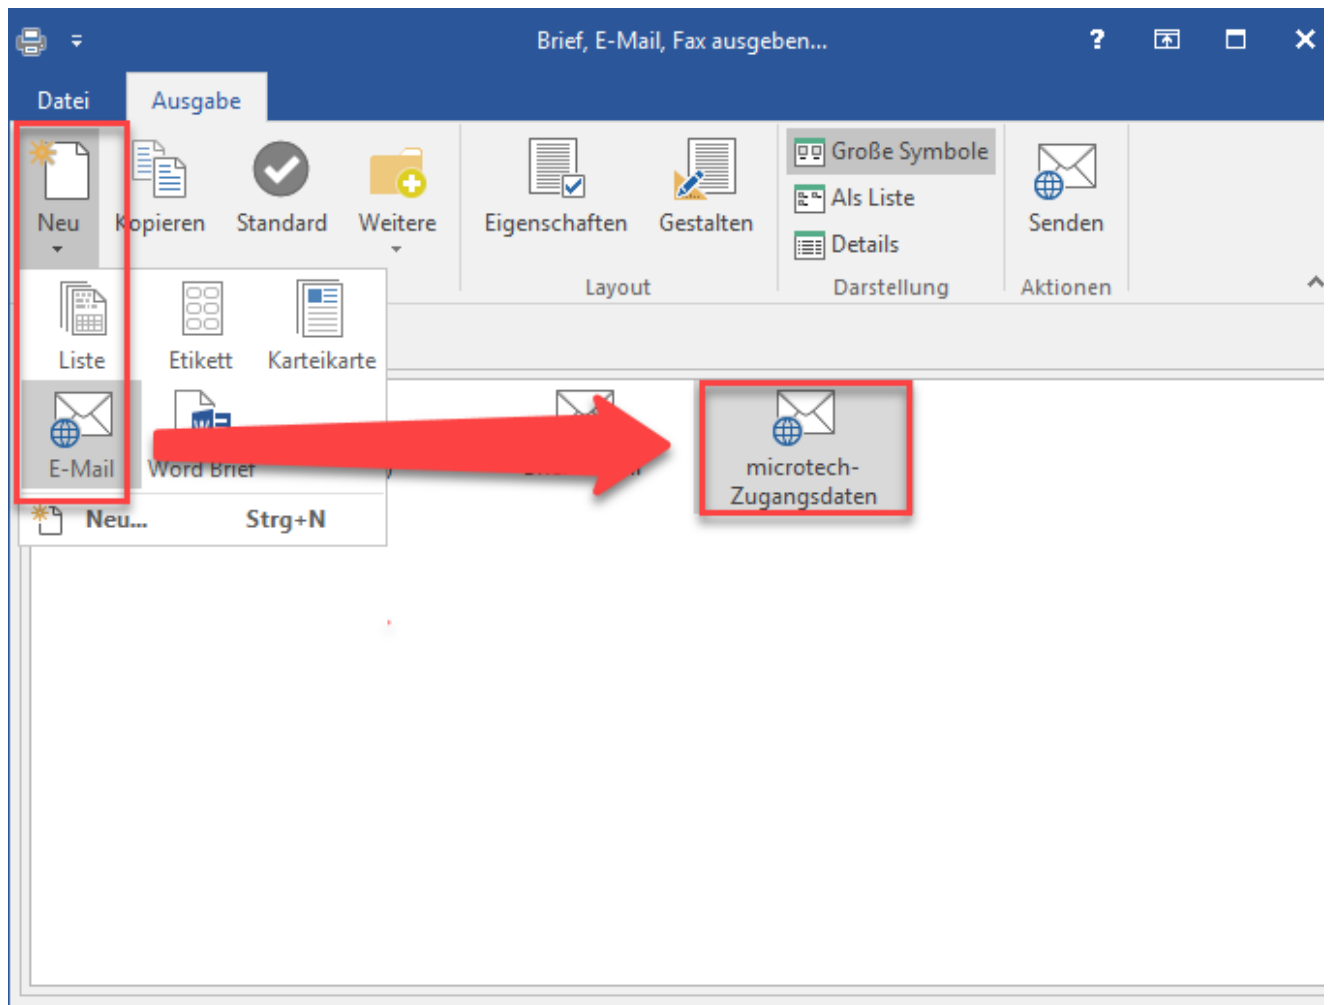 Brief, E-Mail, Fax ausgeben...
?
Datei Ausgabe
Neu Kopieren Standard Weitere
Eigenschaften Gestalten
Große Symbole
Als Liste
Details
Senden
Layout Darstellung Aktionen
Liste Etikett Karteikarte
E-Mail Word Brief
microtech-
Zugangsdaten
Neu... Strg+N